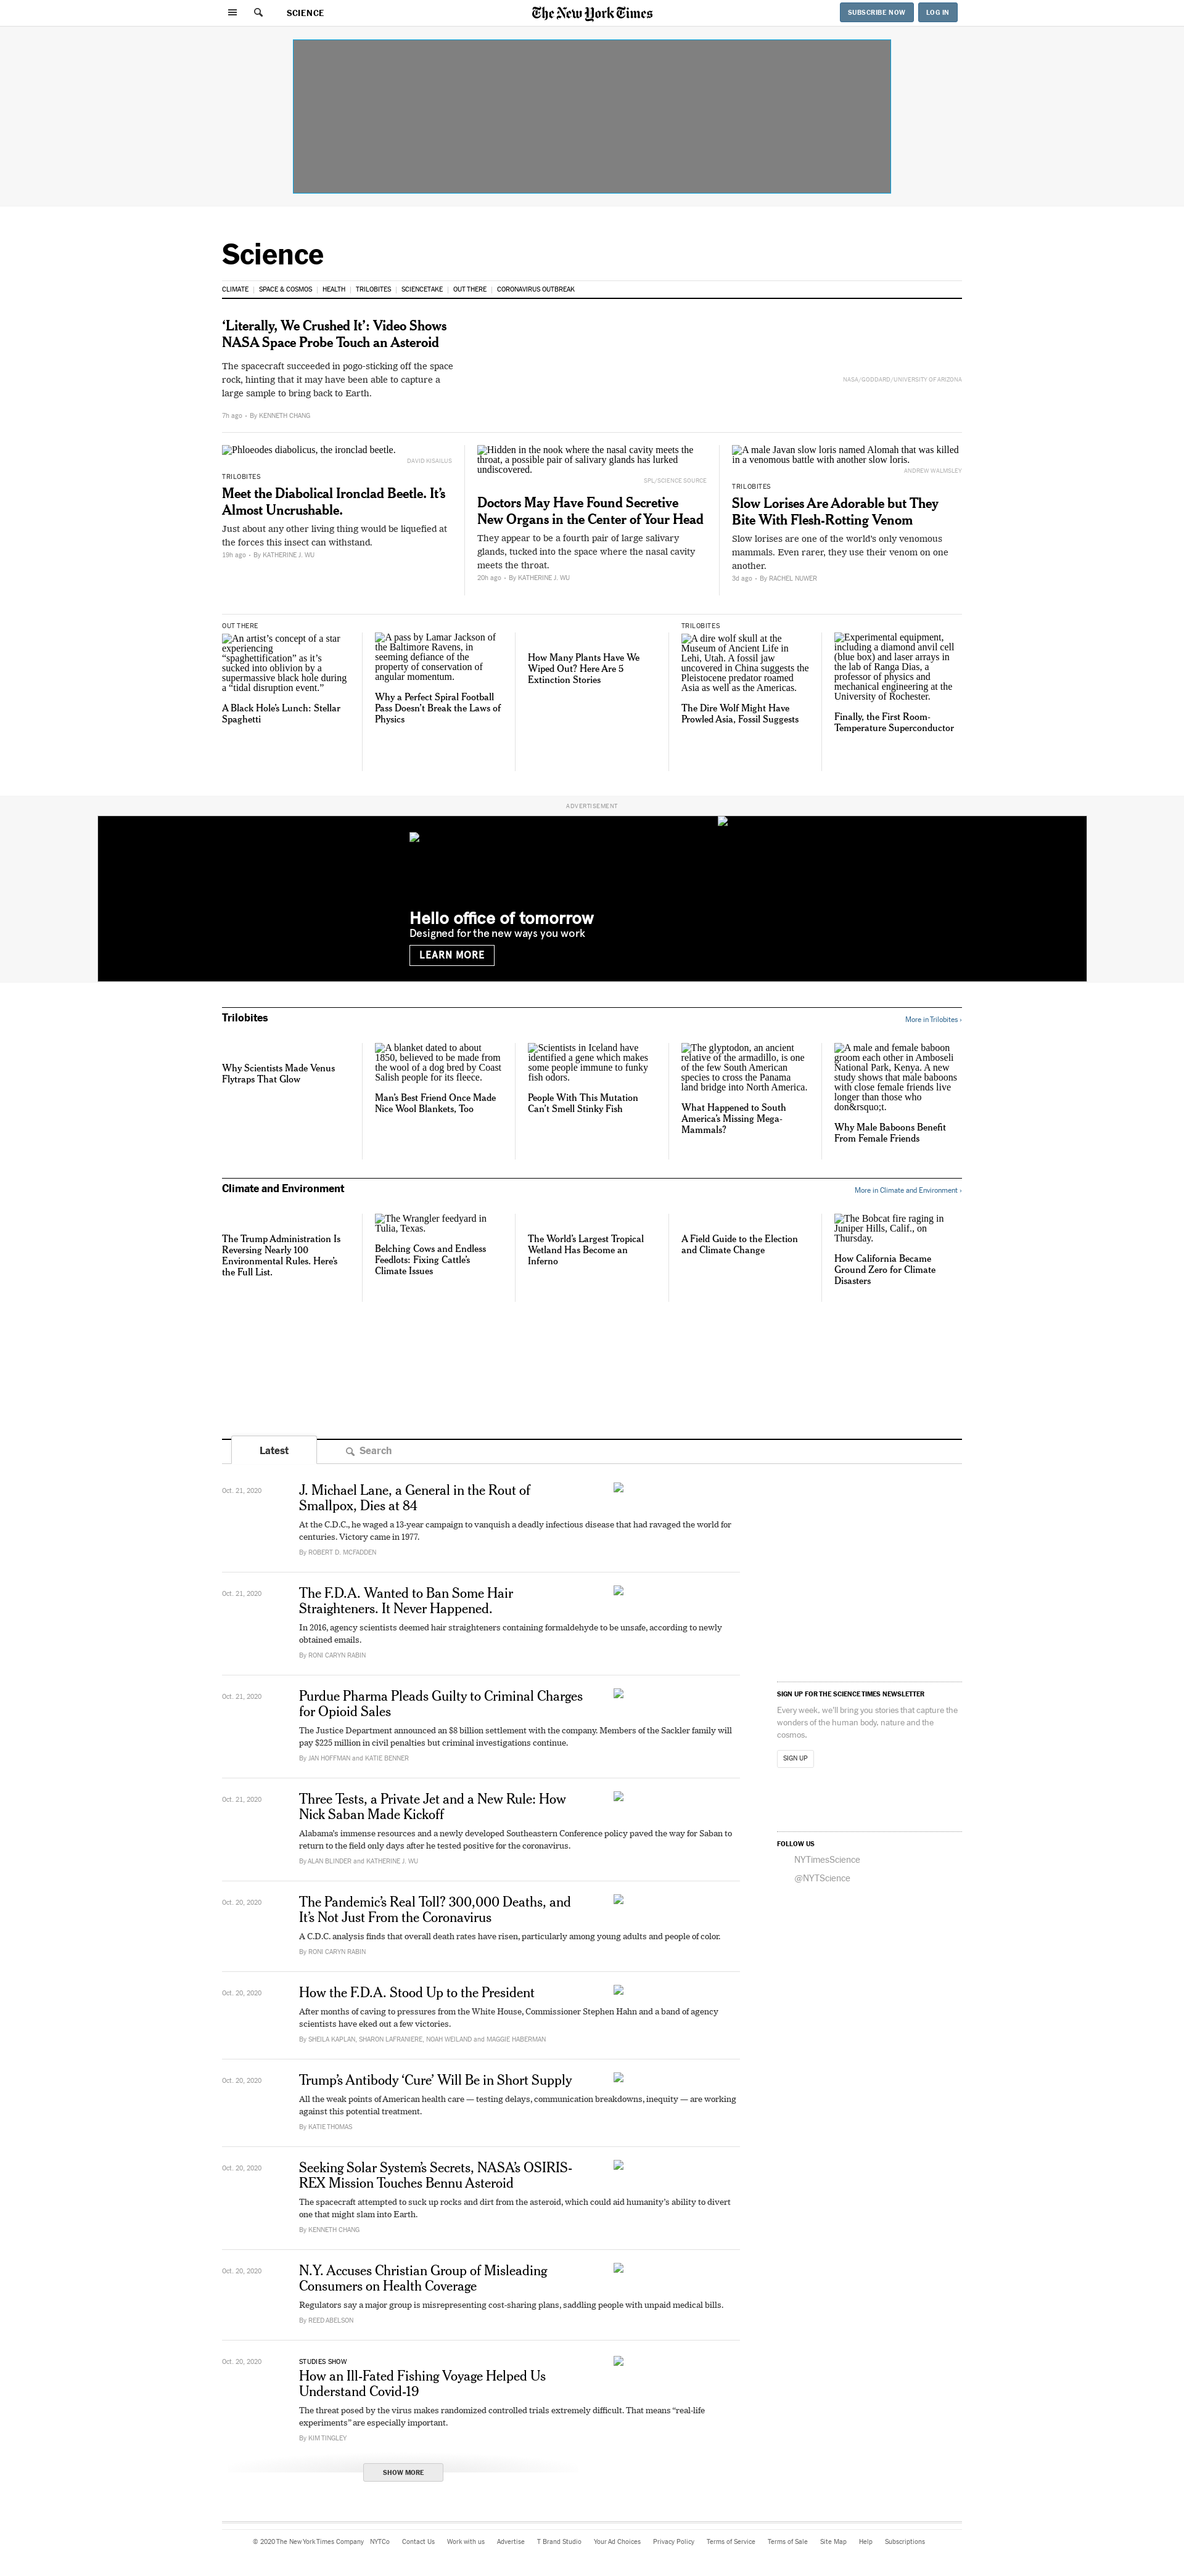 SCIENCE
The New York Times
SUBSCRIBE NOW
LOG IN
Science
CLIMATE | SPACE & COSMOS | HEALTH | TRILOBITES | SCIENCETAKE | OUT THERE | CORONAVIRUS OUTBREAK
‘Literally, We Crushed It’: Video Shows
NASA Space Probe Touch an Asteroid
The spacecraft succeeded in pogo-sticking off the space
rock, hinting that it may have been able to capture a
large sample to bring back to Earth.
7h ago • By KENNETH CHANG
NASA/GODDARD/UNIVERSITY OF ARIZONA
Phloeodes diabolicus, the ironclad beetle.
DAVID KISAILUS
TRILOBITES
Meet the Diabolical Ironclad Beetle. It’s
Almost Uncrushable.
Just about any other living thing would be liquefied at
the forces this insect can withstand.
19h ago • By KATHERINE J. WU
Hidden in the nook where the nasal cavity meets the
throat, a possible pair of salivary glands has lurked
undiscovered.
SPL/SCIENCE SOURCE
Doctors May Have Found Secretive
New Organs in the Center of Your Head
They appear to be a fourth pair of large salivary
glands, tucked into the space where the nasal cavity
meets the throat.
20h ago • By KATHERINE J. WU
A male Javan slow loris named Alomah that was killed
in a venomous battle with another slow loris.
ANDREW WALMSLEY
TRILOBITES
Slow Lorises Are Adorable but They
Bite With Flesh-Rotting Venom
Slow lorises are one of the world’s only venomous
mammals. Even rarer, they use their venom on one
another.
3d ago • By RACHEL NUWER
OUT THERE
An artist’s concept of a star
experiencing
“spaghettification” as it’s
sucked into oblivion by a
supermassive black hole during
a “tidal disruption event.”
A Black Hole’s Lunch: Stellar
Spaghetti
A pass by Lamar Jackson of
the Baltimore Ravens, in
seeming defiance of the
property of conservation of
angular momentum.
Why a Perfect Spiral Football
Pass Doesn’t Break the Laws of
Physics
How Many Plants Have We
Wiped Out? Here Are 5
Extinction Stories
TRILOBITES
A dire wolf skull at the
Museum of Ancient Life in
Lehi, Utah. A fossil jaw
uncovered in China suggests the
Pleistocene predator roamed
Asia as well as the Americas.
The Dire Wolf Might Have
Prowled Asia, Fossil Suggests
Experimental equipment,
including a diamond anvil cell
(blue box) and laser arrays in
the lab of Ranga Dias, a
professor of physics and
mechanical engineering at the
University of Rochester.
Finally, the First Room-
Temperature Superconductor
ADVERTISEMENT
Hello office of tomorrow
Designed for the new ways you work
LEARN MORE
Trilobites
More in Trilobites ›
Why Scientists Made Venus
Flytraps That Glow
A blanket dated to about
1850, believed to be made from
the wool of a dog bred by Coast
Salish people for its fleece.
Man’s Best Friend Once Made
Nice Wool Blankets, Too
Scientists in Iceland have
identified a gene which makes
some people immune to funky
fish odors.
People With This Mutation
Can’t Smell Stinky Fish
The glyptodon, an ancient
relative of the armadillo, is one
of the few South American
species to cross the Panama
land bridge into North America.
What Happened to South
America’s Missing Mega-
Mammals?
A male and female baboon
groom each other in Amboseli
National Park, Kenya. A new
study shows that male baboons
with close female friends live
longer than those who
don&rsquo;t.
Why Male Baboons Benefit
From Female Friends
Climate and Environment
More in Climate and Environment ›
The Trump Administration Is
Reversing Nearly 100
Environmental Rules. Here’s
the Full List.
The Wrangler feedyard in
Tulia, Texas.
Belching Cows and Endless
Feedlots: Fixing Cattle’s
Climate Issues
The World’s Largest Tropical
Wetland Has Become an
Inferno
A Field Guide to the Election
and Climate Change
The Bobcat fire raging in
Juniper Hills, Calif., on
Thursday.
How California Became
Ground Zero for Climate
Disasters
Latest
Search
Oct. 21, 2020
J. Michael Lane, a General in the Rout of
Smallpox, Dies at 84
At the C.D.C., he waged a 13-year campaign to vanquish a deadly infectious disease that had ravaged the world for
centuries. Victory came in 1977.
By ROBERT D. MCFADDEN
Oct. 21, 2020
The F.D.A. Wanted to Ban Some Hair
Straighteners. It Never Happened.
In 2016, agency scientists deemed hair straighteners containing formaldehyde to be unsafe, according to newly
obtained emails.
By RONI CARYN RABIN
Oct. 21, 2020
Purdue Pharma Pleads Guilty to Criminal Charges
for Opioid Sales
The Justice Department announced an $8 billion settlement with the company. Members of the Sackler family will
pay $225 million in civil penalties but criminal investigations continue.
By JAN HOFFMAN and KATIE BENNER
Oct. 21, 2020
Three Tests, a Private Jet and a New Rule: How
Nick Saban Made Kickoff
Alabama’s immense resources and a newly developed Southeastern Conference policy paved the way for Saban to
return to the field only days after he tested positive for the coronavirus.
By ALAN BLINDER and KATHERINE J. WU
Oct. 20, 2020
The Pandemic’s Real Toll? 300,000 Deaths, and
It’s Not Just From the Coronavirus
A C.D.C. analysis finds that overall death rates have risen, particularly among young adults and people of color.
By RONI CARYN RABIN
Oct. 20, 2020
How the F.D.A. Stood Up to the President
After months of caving to pressures from the White House, Commissioner Stephen Hahn and a band of agency
scientists have eked out a few victories.
By SHEILA KAPLAN, SHARON LAFRANIERE, NOAH WEILAND and MAGGIE HABERMAN
Oct. 20, 2020
Trump’s Antibody ‘Cure’ Will Be in Short Supply
All the weak points of American health care — testing delays, communication breakdowns, inequity — are working
against this potential treatment.
By KATIE THOMAS
Oct. 20, 2020
Seeking Solar System’s Secrets, NASA’s OSIRIS-
REX Mission Touches Bennu Asteroid
The spacecraft attempted to suck up rocks and dirt from the asteroid, which could aid humanity’s ability to divert
one that might slam into Earth.
By KENNETH CHANG
Oct. 20, 2020
N.Y. Accuses Christian Group of Misleading
Consumers on Health Coverage
Regulators say a major group is misrepresenting cost-sharing plans, saddling people with unpaid medical bills.
By REED ABELSON
Oct. 20, 2020
STUDIES SHOW
How an Ill-Fated Fishing Voyage Helped Us
Understand Covid-19
The threat posed by the virus makes randomized controlled trials extremely difficult. That means “real-life
experiments” are especially important.
By KIM TINGLEY
SHOW MORE
SIGN UP FOR THE SCIENCE TIMES NEWSLETTER
Every week, we’ll bring you stories that capture the
wonders of the human body, nature and the
cosmos.
SIGN UP
FOLLOW US
NYTimesScience
@NYTScience
© 2020 The New York Times Company NYTCo Contact Us Work with us Advertise T Brand Studio Your Ad Choices Privacy Policy Terms of Service Terms of Sale Site Map Help Subscriptions